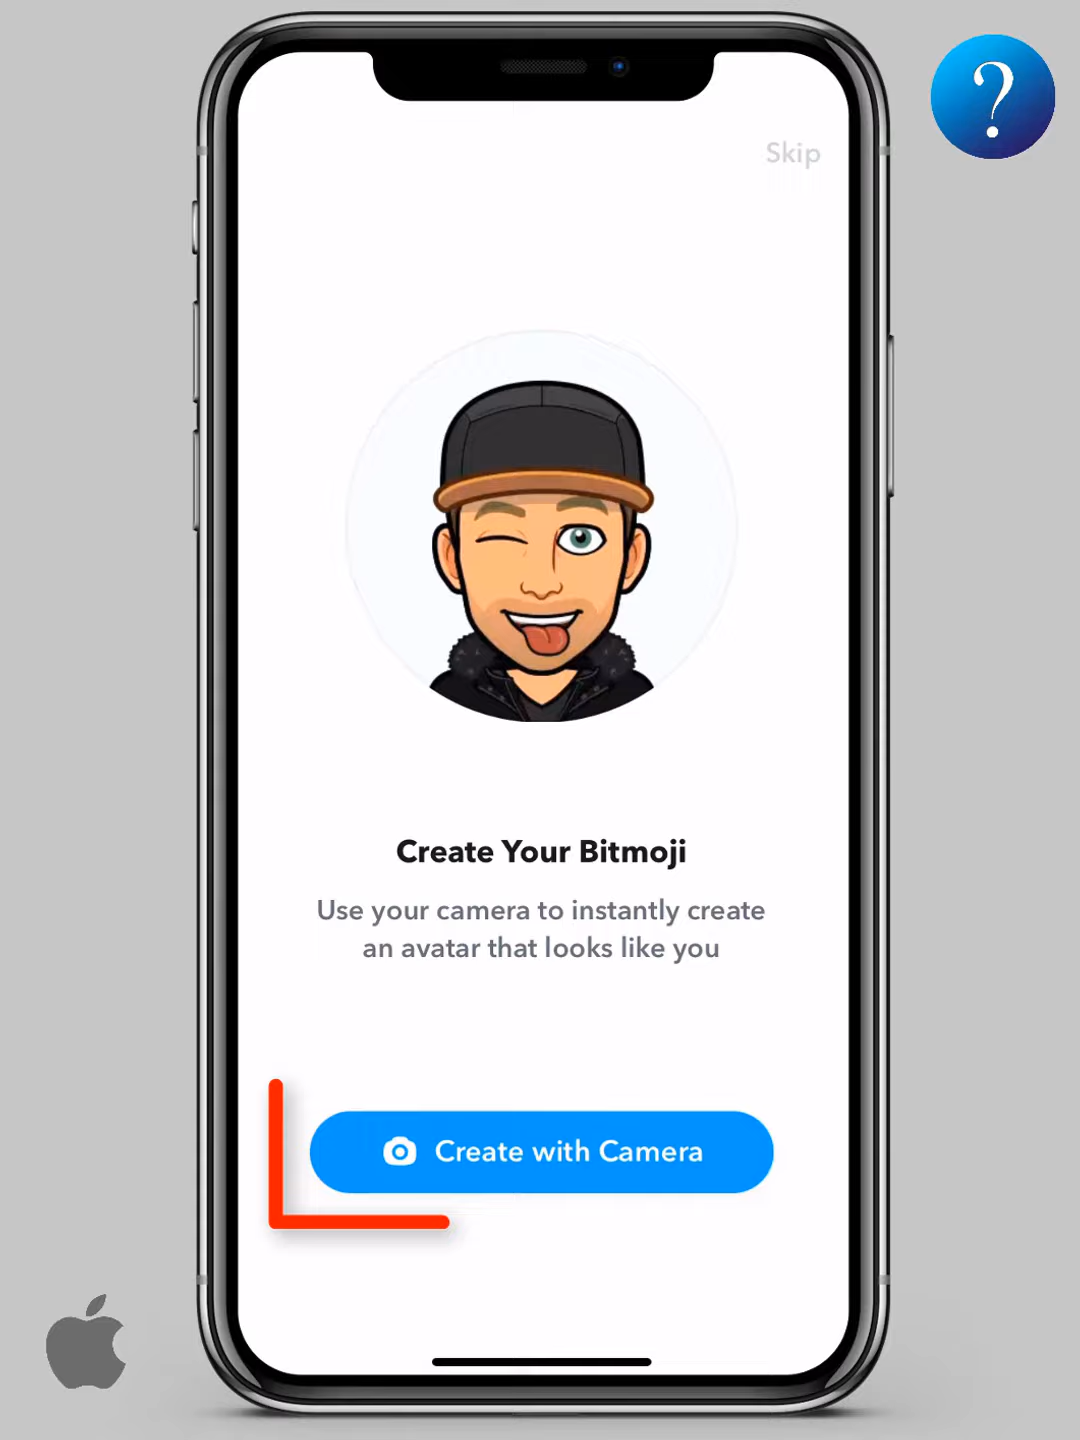 ?
Skip
Create Your Bitmoji
Use your camera to instantly create
an avatar that looks like you
Create with Camera